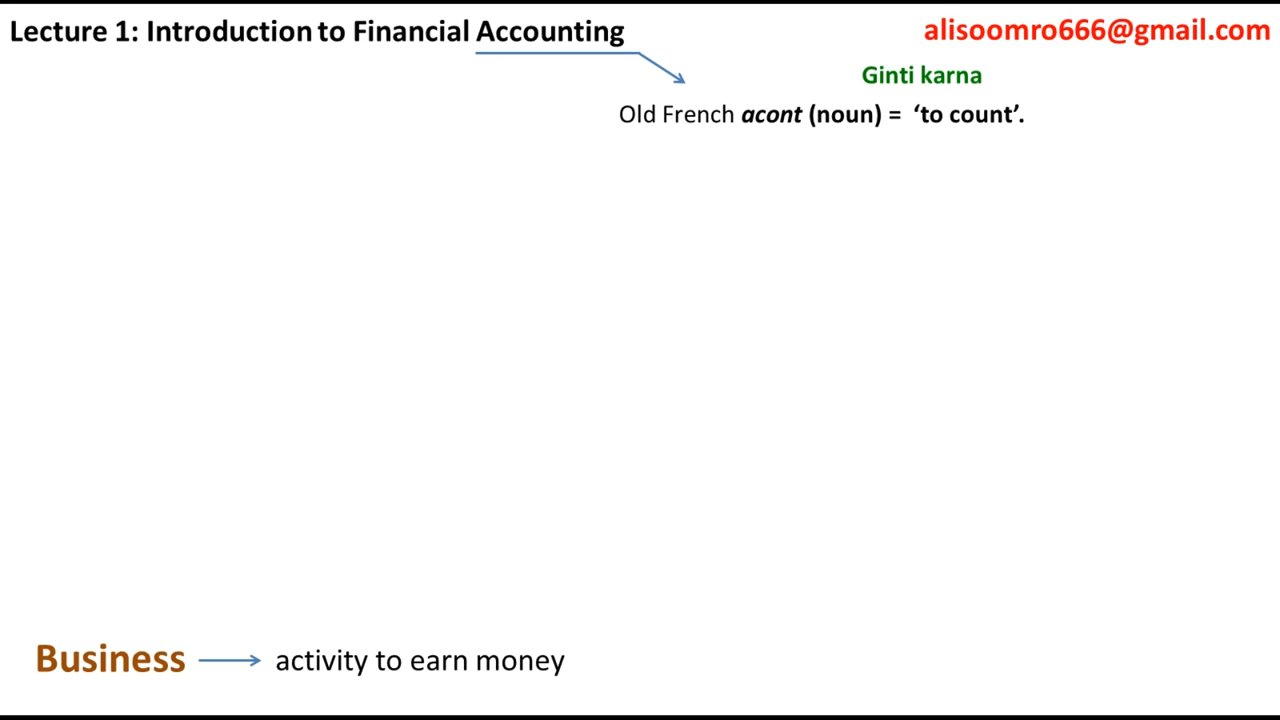 Lecture 1: Introduction to Financial Accounting
alisoomro666@gmail.com
Ginti karna
Old French acont (noun) = ‘to count’.
Business
activity to earn money